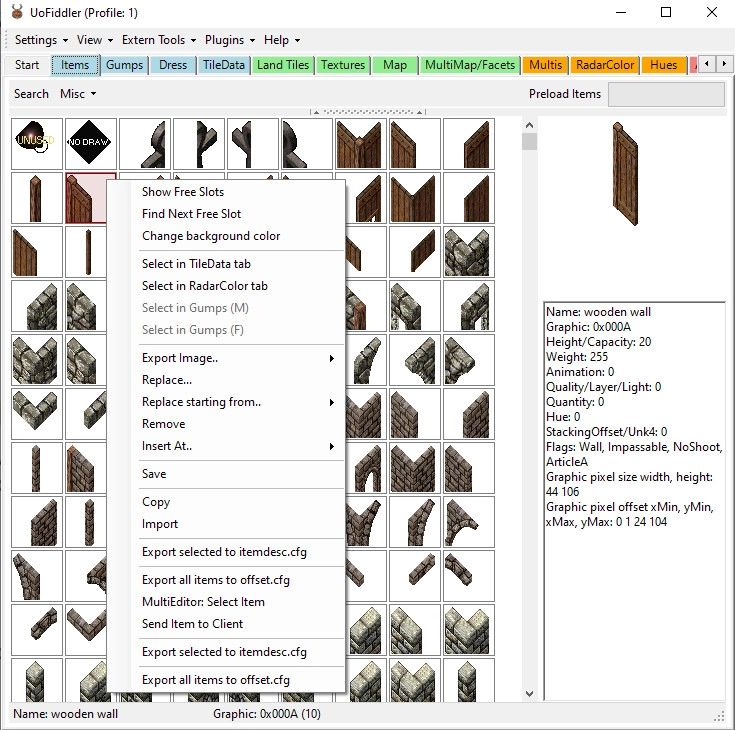 UoFiddler (Profile: 1)
Settings View Extern Tools Plugins Help
Start Items Gumps Dress TileData Land Tiles Textures Map MultiMap/Facets Multis RadarColor Hues
Search Misc Preload Items
UNUSED NO DRAW
Show Free Slots
Find Next Free Slot
Change background color
Select in TileData tab
Select in RadarColor tab
Select in Gumps (M)
Select in Gumps (F)
Export Image..
Replace...
Replace starting from..
Remove
Insert At..
Save
Copy
Import
Export selected to itemdesc.cfg
Export all items to offset.cfg
MultiEditor: Select Item
Send Item to Client
Export selected to itemdesc.cfg
Export all items to offset.cfg
Name: wooden wall
Graphic: 0x000A
Height/Capacity: 20
Weight: 255
Animation: 0
Quality/Layer/Light: 0
Quantity: 0
Hue: 0
StackingOffset/Unk4: 0
Flags: Wall, Impassable, NoShoot,
ArticleA
Graphic pixel size width, height:
44 106
Graphic pixel offset xMin, yMin,
xMax, yMax: 0 1 24 104
Name: wooden wall Graphic: 0x000A (10)